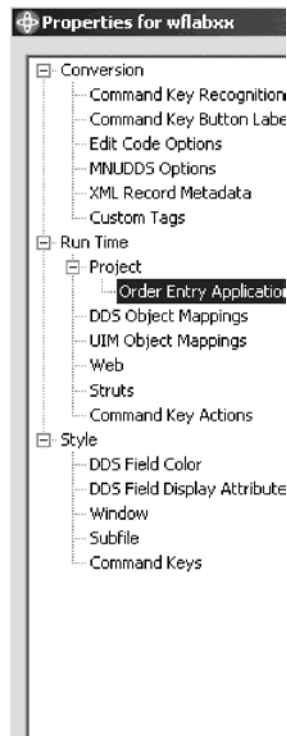 Properties for wflabxx
Conversion
Command Key Recognition
Command Key Button Labe
Edit Code Options
MNUDDS Options
XML Record Metadata
Custom Tags
Run Time
Project
Order Entry Application
DDS Object Mappings
UIM Object Mappings
Web
Struts
Command Key Actions
Style
DDS Field Color
DDS Field Display Attribute
Window
Subfile
Command Keys